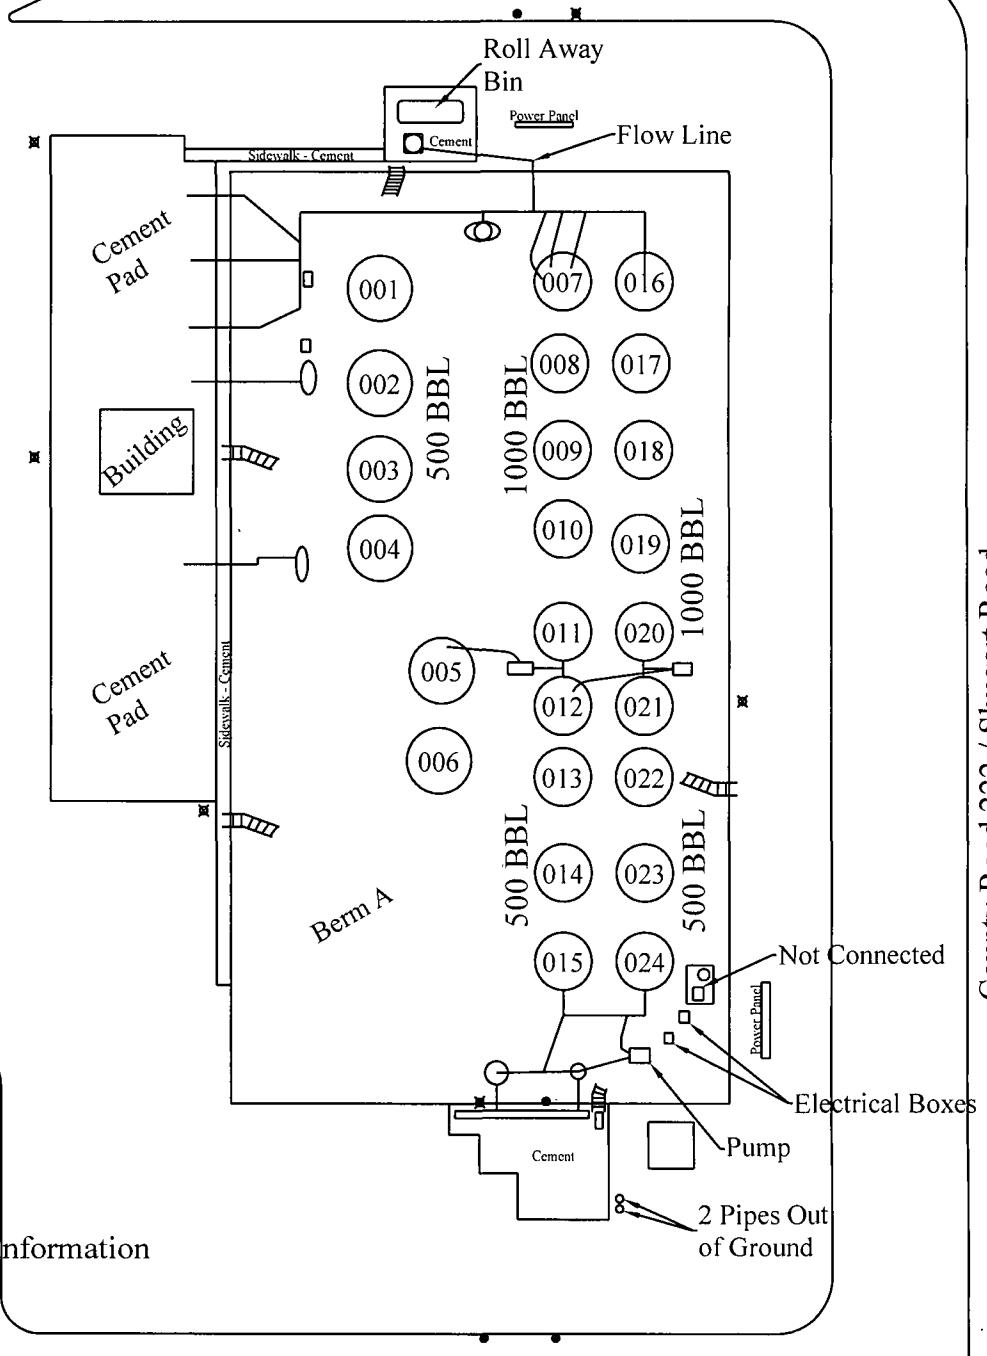 Roll Away
Bin
Power Panel
Cement
Flow Line
Sidewalk - Cement
Cement
Pad
001
007
016
002
500 BBL
1000 BBL
008
017
Building
003
009
018
004
010
019
1000 BBL
011
020
Cement
Pad
Sidewalk - Cement
005
012
021
006
013
022
500 BBL
014
023
500 BBL
Berm A
015
024
Not Connected
Power Panel
Electrical Boxes
Pump
Cement
2 Pipes Out
of Ground
nformation